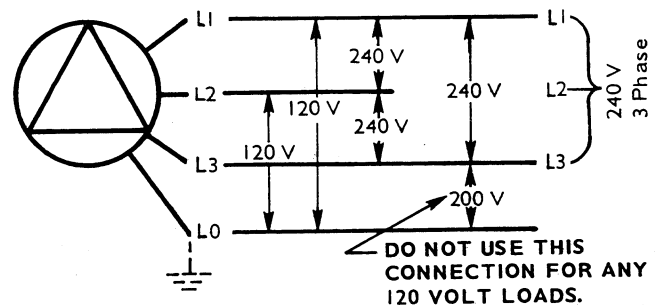 L1
L1
240 V
L2
120 V
240 V
L2
240 V
3 Phase
120 V
240 V
L3
L3
200 V
L0
DO NOT USE THIS
CONNECTION FOR ANY
120 VOLT LOADS.